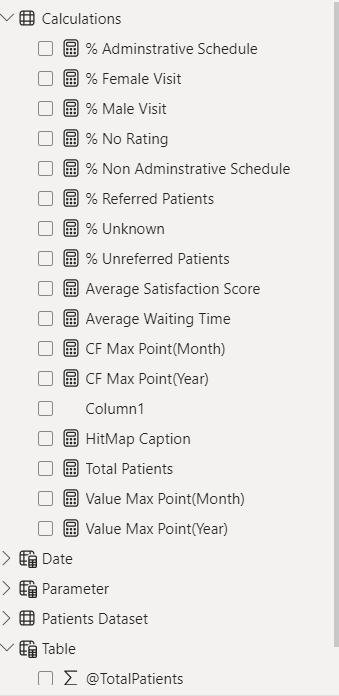 Calculations
% Adminstrative Schedule
% Female Visit
% Male Visit
% No Rating
% Non Adminstrative Schedule
% Referred Patients
% Unknown
% Unreferred Patients
Average Satisfaction Score
Average Waiting Time
CF Max Point(Month)
CF Max Point(Year)
Column1
HitMap Caption
Total Patients
Value Max Point(Month)
Value Max Point(Year)
Date
Parameter
Patients Dataset
Table
∑ @TotalPatients